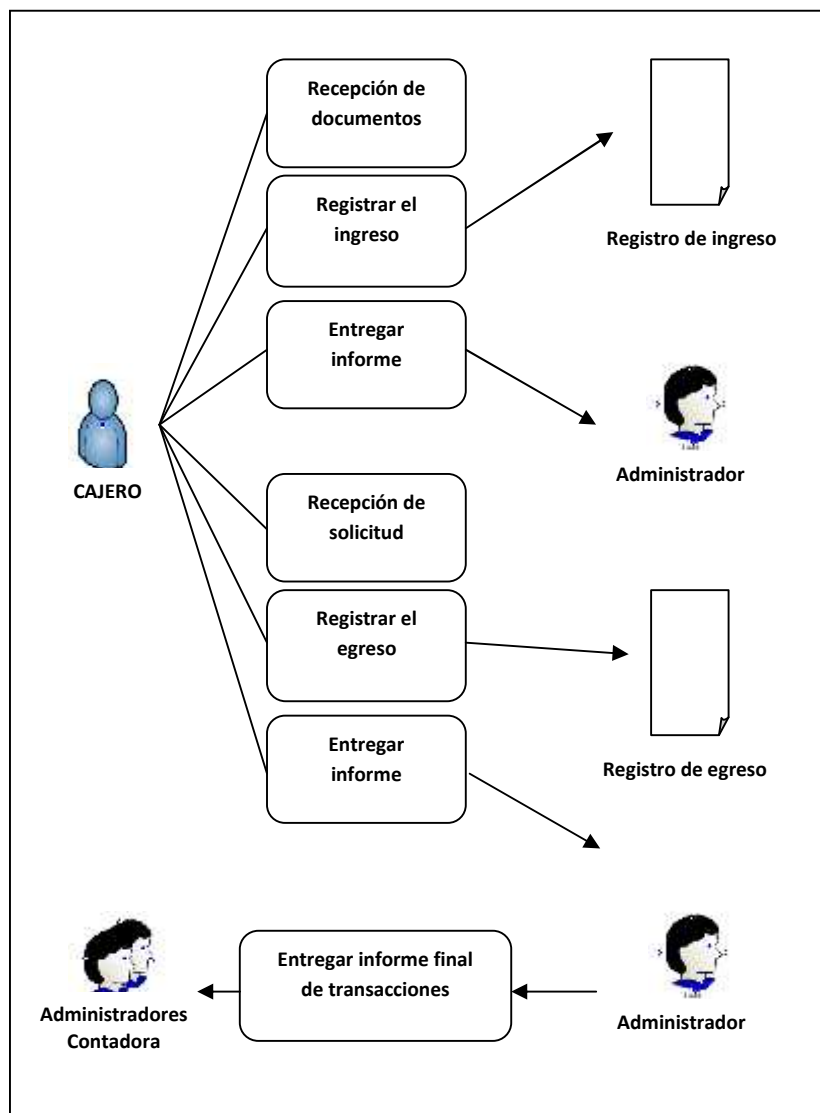 Recepción de
documentos
Registrar el
ingreso
Registro de ingreso
Entregar
informe
Administrador
CAJERO
Recepción de
solicitud
Registrar el
egreso
Registro de egreso
Entregar
informe
Entregar informe final
de transacciones
Administradores
Contadora
Administrador